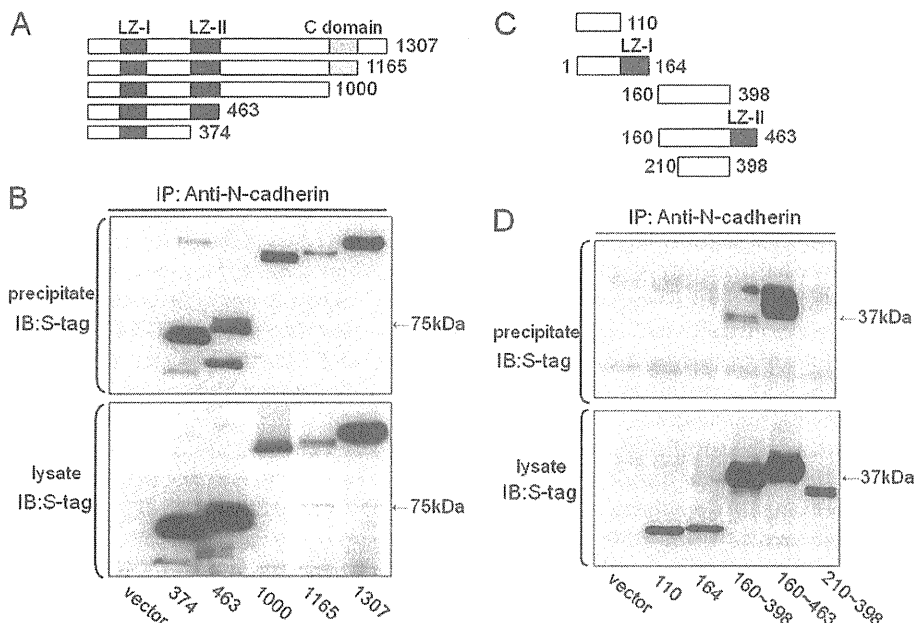 A
LZ-I LZ-II C domain
1307
1165
1000
463
374
B
IP: Anti-N-cadherin
precipitate
IB:S-tag
←75kDa
lysate
IB:S-tag
←75kDa
vector 374 463 1000 1165 1307
C
110
LZ-I
1 164
160 398
LZ-II
160 463
210 398
D
IP: Anti-N-cadherin
precipitate
IB:S-tag
←37kDa
lysate
IB:S-tag
←37kDa
vector 110 164 160~398 160~463 210~398